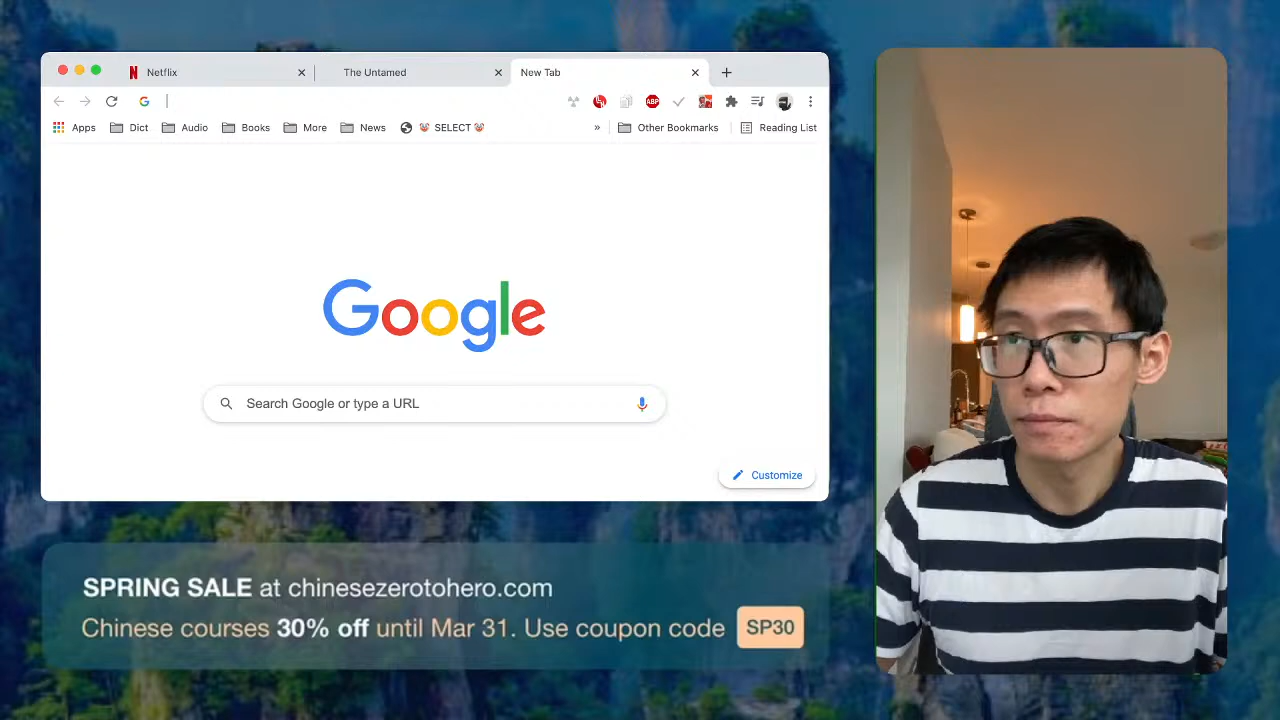 Netflix
The Untamed
New Tab
Apps
Dict
Audio
Books
More
News
SELECT
»
Other Bookmarks
Reading List
ABP
Google
Search Google or type a URL
Customize
SPRING SALE at chinesezerotohero.com
Chinese courses 30% off until Mar 31. Use coupon code SP30